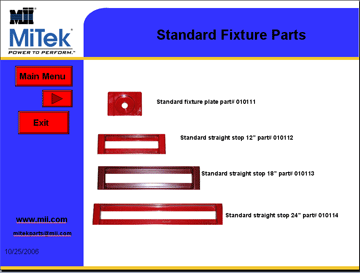 Mii
MiTek
POWER TO PERFORM.™
Standard Fixture Parts
Main Menu
Exit
Standard fixture plate part# 010111
Standard straight stop 12" part# 010112
Standard straight stop 18" part# 010113
Standard straight stop 24" part# 010114
www.mii.com
mitekparts@mii.com
10/25/2006